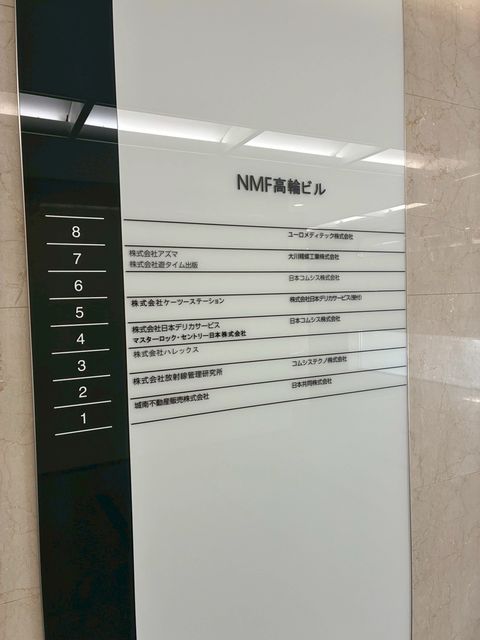 NMF高輪ビル
8 ユーロメディテック株式会社
7 株式会社アズマ 大川精螺工業株式会社
株式会社遊タイム出版
6 日本コムシス株式会社
5 株式会社ケーツーステーション 株式会社日本デリカサービス(受付)
4 株式会社日本デリカサービス 日本コムシス株式会社
マスターロック・セントリー日本株式会社
3 株式会社ハレックス
2 株式会社放射線管理研究所 コムシステクノ株式会社
1 城南不動産販売株式会社 日本共同株式会社